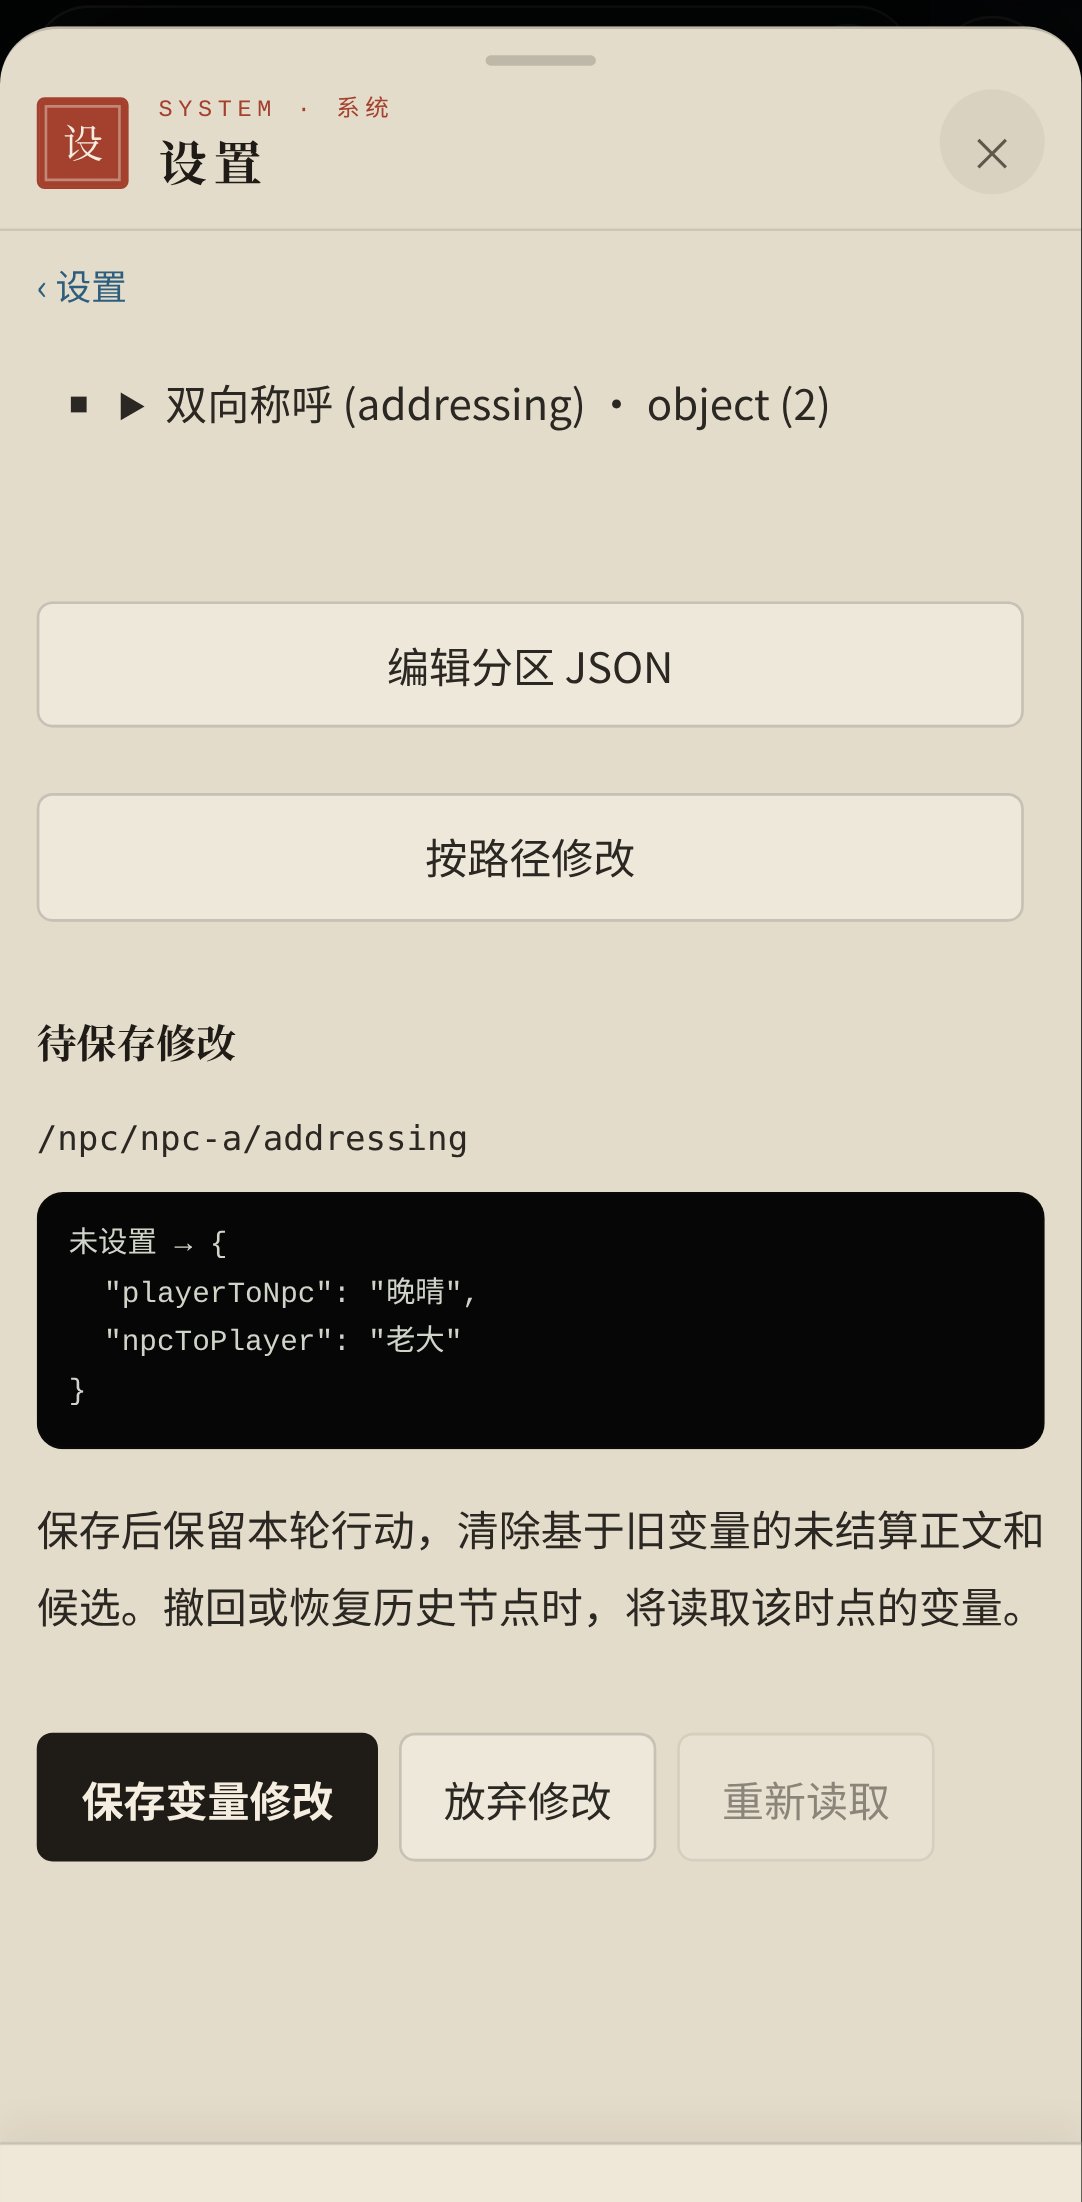 设
SYSTEM · 系统
设置
‹ 设置
▪ ▶ 双向称呼 (addressing) · object (2)
编辑分区 JSON
按路径修改
待保存修改
/npc/npc-a/addressing
未设置 → {
"playerToNpc": "晚晴",
"npcToPlayer": "老大"
}
保存后保留本轮行动，清除基于旧变量的未结算正文和
候选。撤回或恢复历史节点时，将读取该时点的变量。
保存变量修改
放弃修改
重新读取